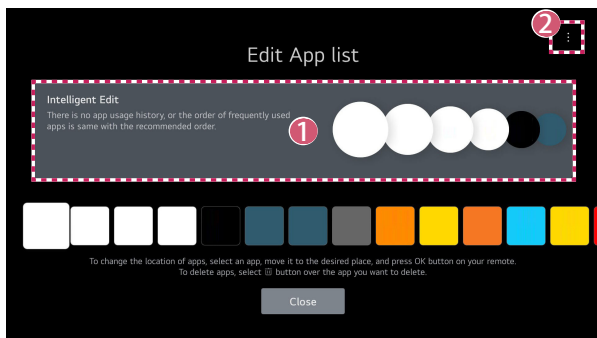 2
Edit App list
Intelligent Edit
There is no app usage history, or the order of frequently used
apps is same with the recommended order.
1
To change the location of apps, select an app, move it to the desired place, and press OK button on your remote.
To delete apps, select button over the app you want to delete.
Close